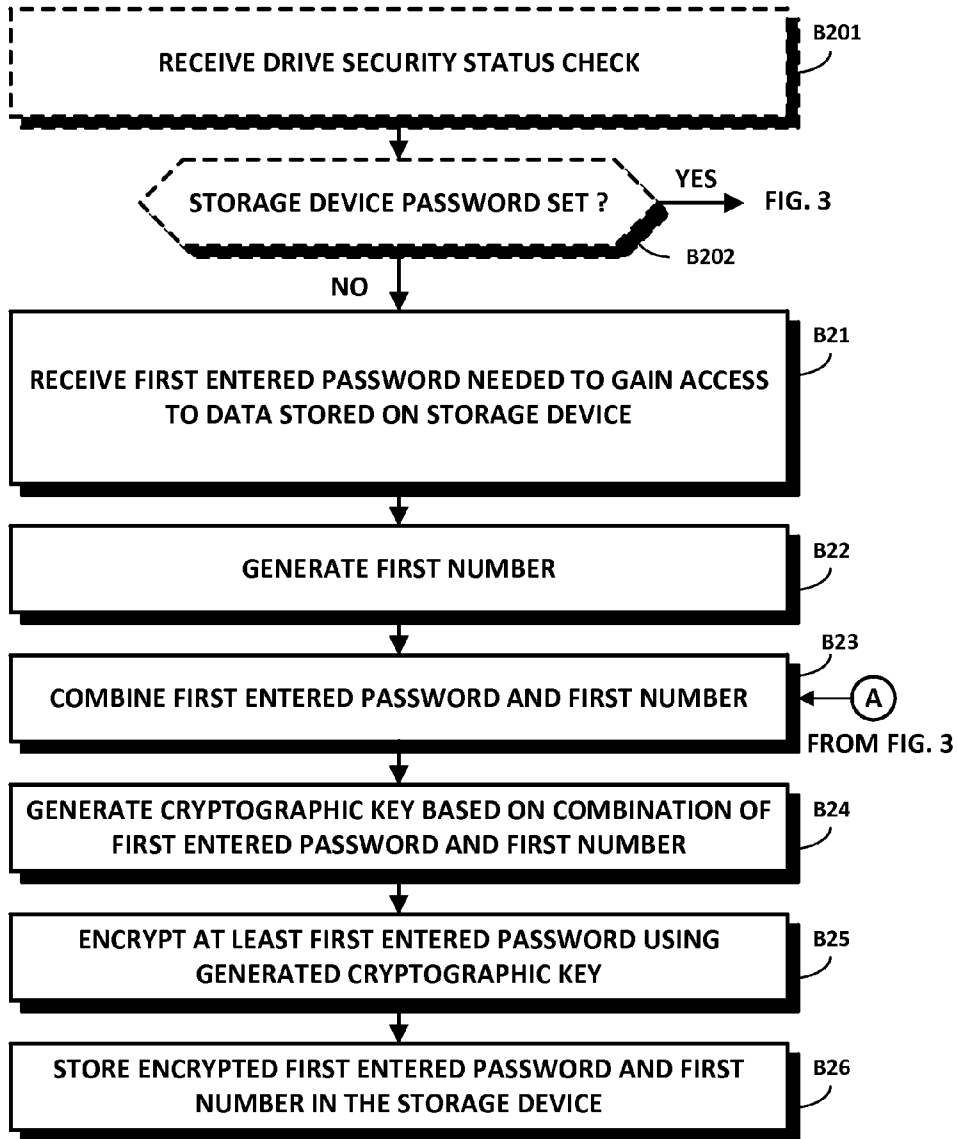 B201
RECEIVE DRIVE SECURITY STATUS CHECK
YES
STORAGE DEVICE PASSWORD SET ?
FIG. 3
B202
NO
B21
RECEIVE FIRST ENTERED PASSWORD NEEDED TO GAIN ACCESS
TO DATA STORED ON STORAGE DEVICE
B22
GENERATE FIRST NUMBER
B23
COMBINE FIRST ENTERED PASSWORD AND FIRST NUMBER
A
FROM FIG. 3
GENERATE CRYPTOGRAPHIC KEY BASED ON COMBINATION OF
FIRST ENTERED PASSWORD AND FIRST NUMBER
B24
ENCRYPT AT LEAST FIRST ENTERED PASSWORD USING
GENERATED CRYPTOGRAPHIC KEY
B25
STORE ENCRYPTED FIRST ENTERED PASSWORD AND FIRST
NUMBER IN THE STORAGE DEVICE
B26